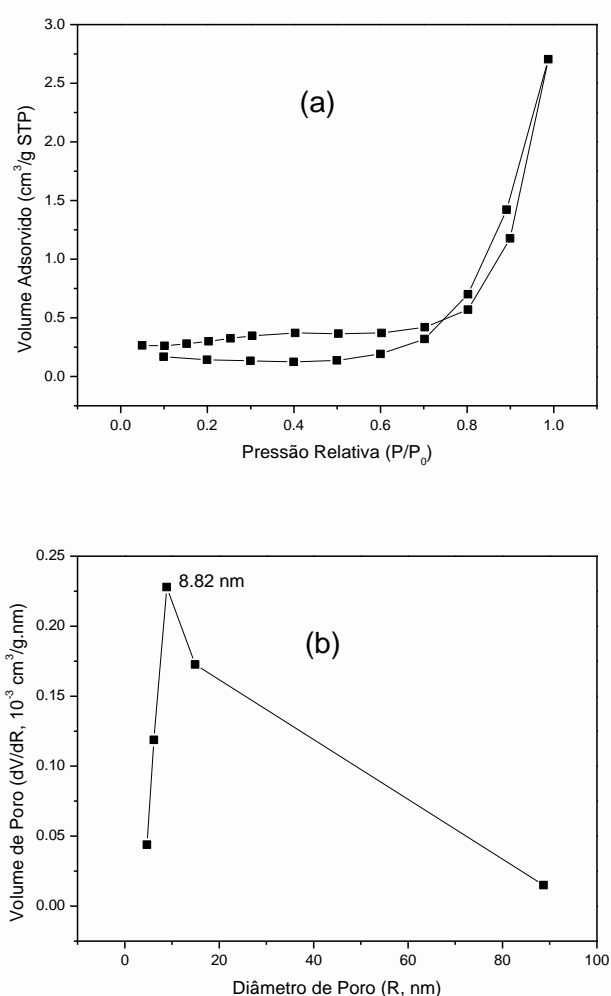 3.0
2.5
2.0
1.5
1.0
0.5
0.0
Volume Adsorvido (cm³/g STP)
(a)
0.0 0.2 0.4 0.6 0.8 1.0
Pressão Relativa (P/P₀)
0.25
0.20
0.15
0.10
0.05
0.00
Volume de Poro (dV/dR, 10⁻³ cm³/g.nm)
8.82 nm
(b)
0 20 40 60 80 100
Diâmetro de Poro (R, nm)